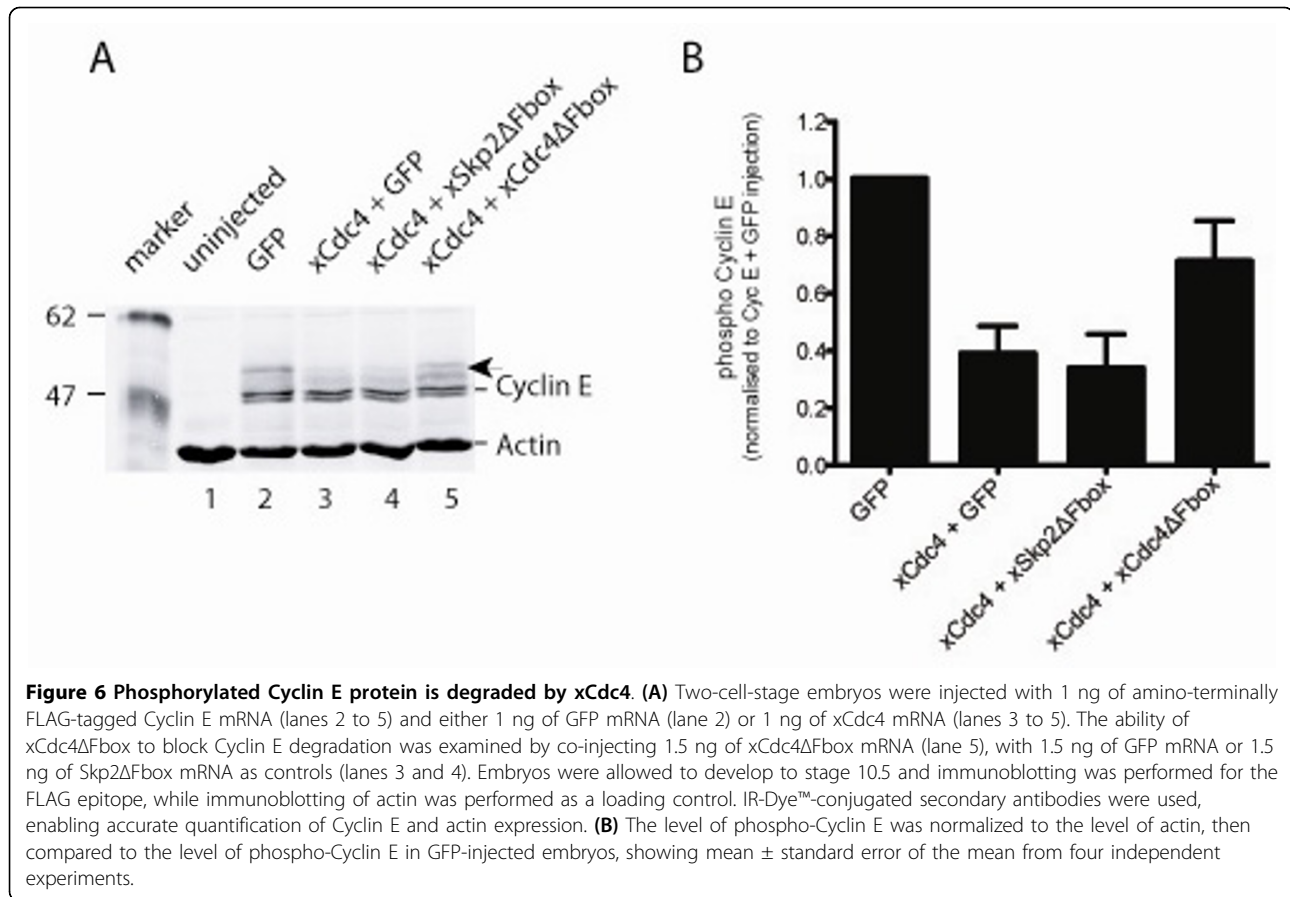 A
marker
uninjected
GFP
xCdc4 + GFP
xCdc4 + xSkp2ΔFbox
xCdc4 + xCdc4ΔFbox
62
47
Cyclin E
Actin
1 2 3 4 5
B
phospho Cyclin E
(normalised to Cyc E + GFP injection)
1.2
1.0
0.8
0.6
0.4
0.2
0.0
GFP
xCdc4 + GFP
xCdc4 + xSkp2ΔFbox
xCdc4 + xCdc4ΔFbox
Figure 6 Phosphorylated Cyclin E protein is degraded by xCdc4. (A) Two-cell-stage embryos were injected with 1 ng of amino-terminally
FLAG-tagged Cyclin E mRNA (lanes 2 to 5) and either 1 ng of GFP mRNA (lane 2) or 1 ng of xCdc4 mRNA (lanes 3 to 5). The ability of
xCdc4ΔFbox to block Cyclin E degradation was examined by co-injecting 1.5 ng of xCdc4ΔFbox mRNA (lane 5), with 1.5 ng of GFP mRNA or 1.5
ng of Skp2ΔFbox mRNA as controls (lanes 3 and 4). Embryos were allowed to develop to stage 10.5 and immunoblotting was performed for the
FLAG epitope, while immunoblotting of actin was performed as a loading control. IR-Dye™-conjugated secondary antibodies were used,
enabling accurate quantification of Cyclin E and actin expression. (B) The level of phospho-Cyclin E was normalized to the level of actin, then
compared to the level of phospho-Cyclin E in GFP-injected embryos, showing mean ± standard error of the mean from four independent
experiments.